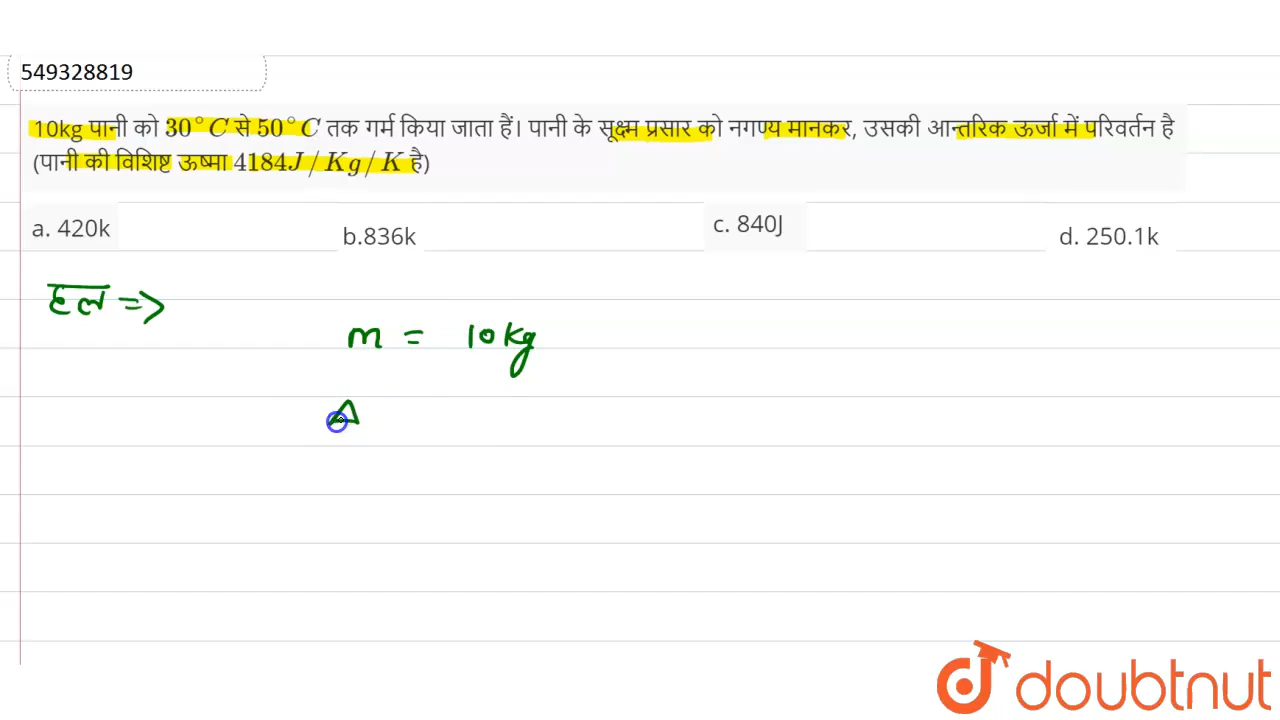 549328819
10kg पानी को 30°C से 50°C तक गर्म किया जाता हैं। पानी के सूक्ष्म प्रसार को नगण्य मानकर, उसकी आन्तरिक ऊर्जा में परिवर्तन है
(पानी की विशिष्ट ऊष्मा 4184J/Kg/K है)
a. 420k b.836k c. 840J d. 250.1k
हल =>
m = 10kg
Δ
doubtnut